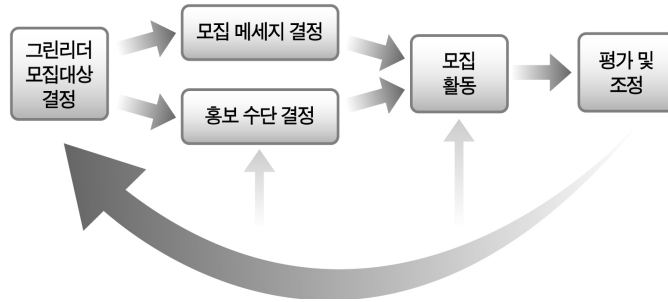 그린리더
모집대상
결정
모집 메세지 결정
홍보 수단 결정
모집
활동
평가 및
조정